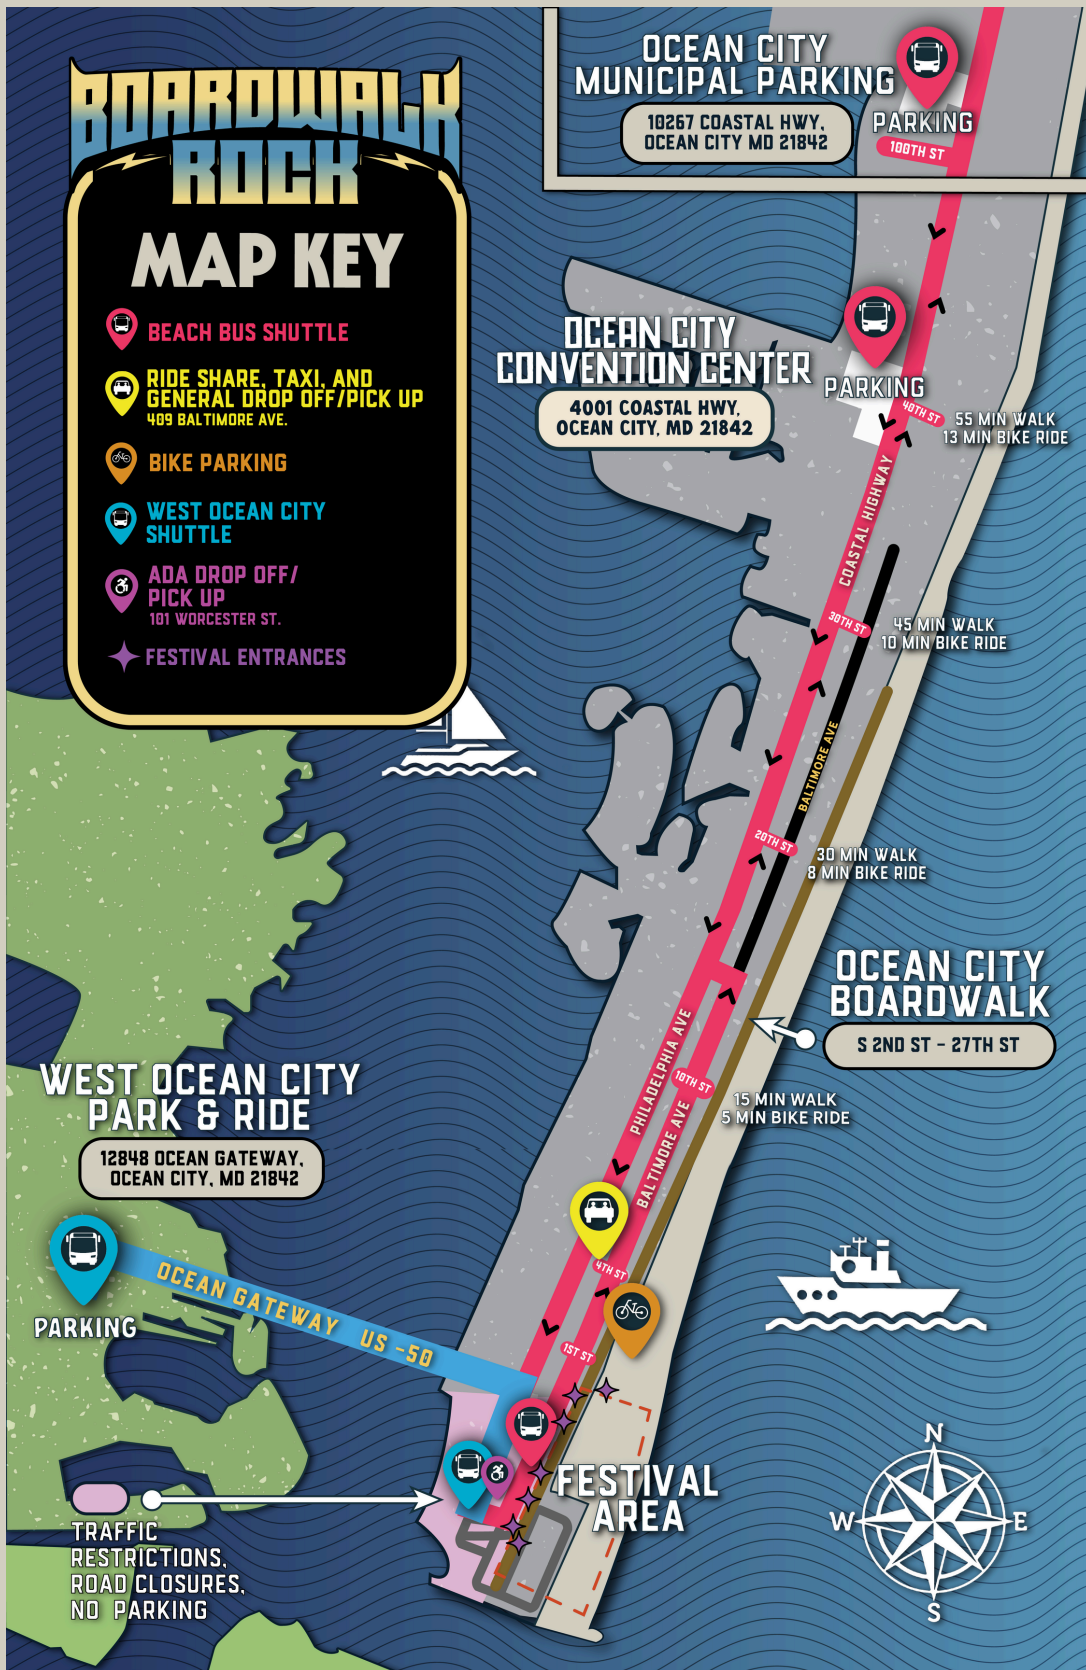 BOARDWALK
ROCK
MAP KEY
BEACH BUS SHUTTLE
RIDE SHARE, TAXI, AND
GENERAL DROP OFF/PICK UP
409 BALTIMORE AVE.
BIKE PARKING
WEST OCEAN CITY
SHUTTLE
ADA DROP OFF/
PICK UP
101 WORCESTER ST.
FESTIVAL ENTRANCES
OCEAN CITY
MUNICIPAL PARKING
10267 COASTAL HWY,
OCEAN CITY MD 21842
PARKING
100TH ST
OCEAN CITY
CONVENTION CENTER
4001 COASTAL HWY,
OCEAN CITY, MD 21842
PARKING
40TH ST
55 MIN WALK
13 MIN BIKE RIDE
COASTAL HIGHWAY
30TH ST
45 MIN WALK
10 MIN BIKE RIDE
BALTIMORE AVE
20TH ST
30 MIN WALK
8 MIN BIKE RIDE
OCEAN CITY
BOARDWALK
S 2ND ST - 27TH ST
PHILADELPHIA AVE
10TH ST
BALTIMORE AVE
15 MIN WALK
5 MIN BIKE RIDE
WEST OCEAN CITY
PARK & RIDE
12848 OCEAN GATEWAY,
OCEAN CITY, MD 21842
PARKING
OCEAN GATEWAY US -50
4TH ST
1ST ST
FESTIVAL
AREA
TRAFFIC
RESTRICTIONS,
ROAD CLOSURES,
NO PARKING
N
W
E
S